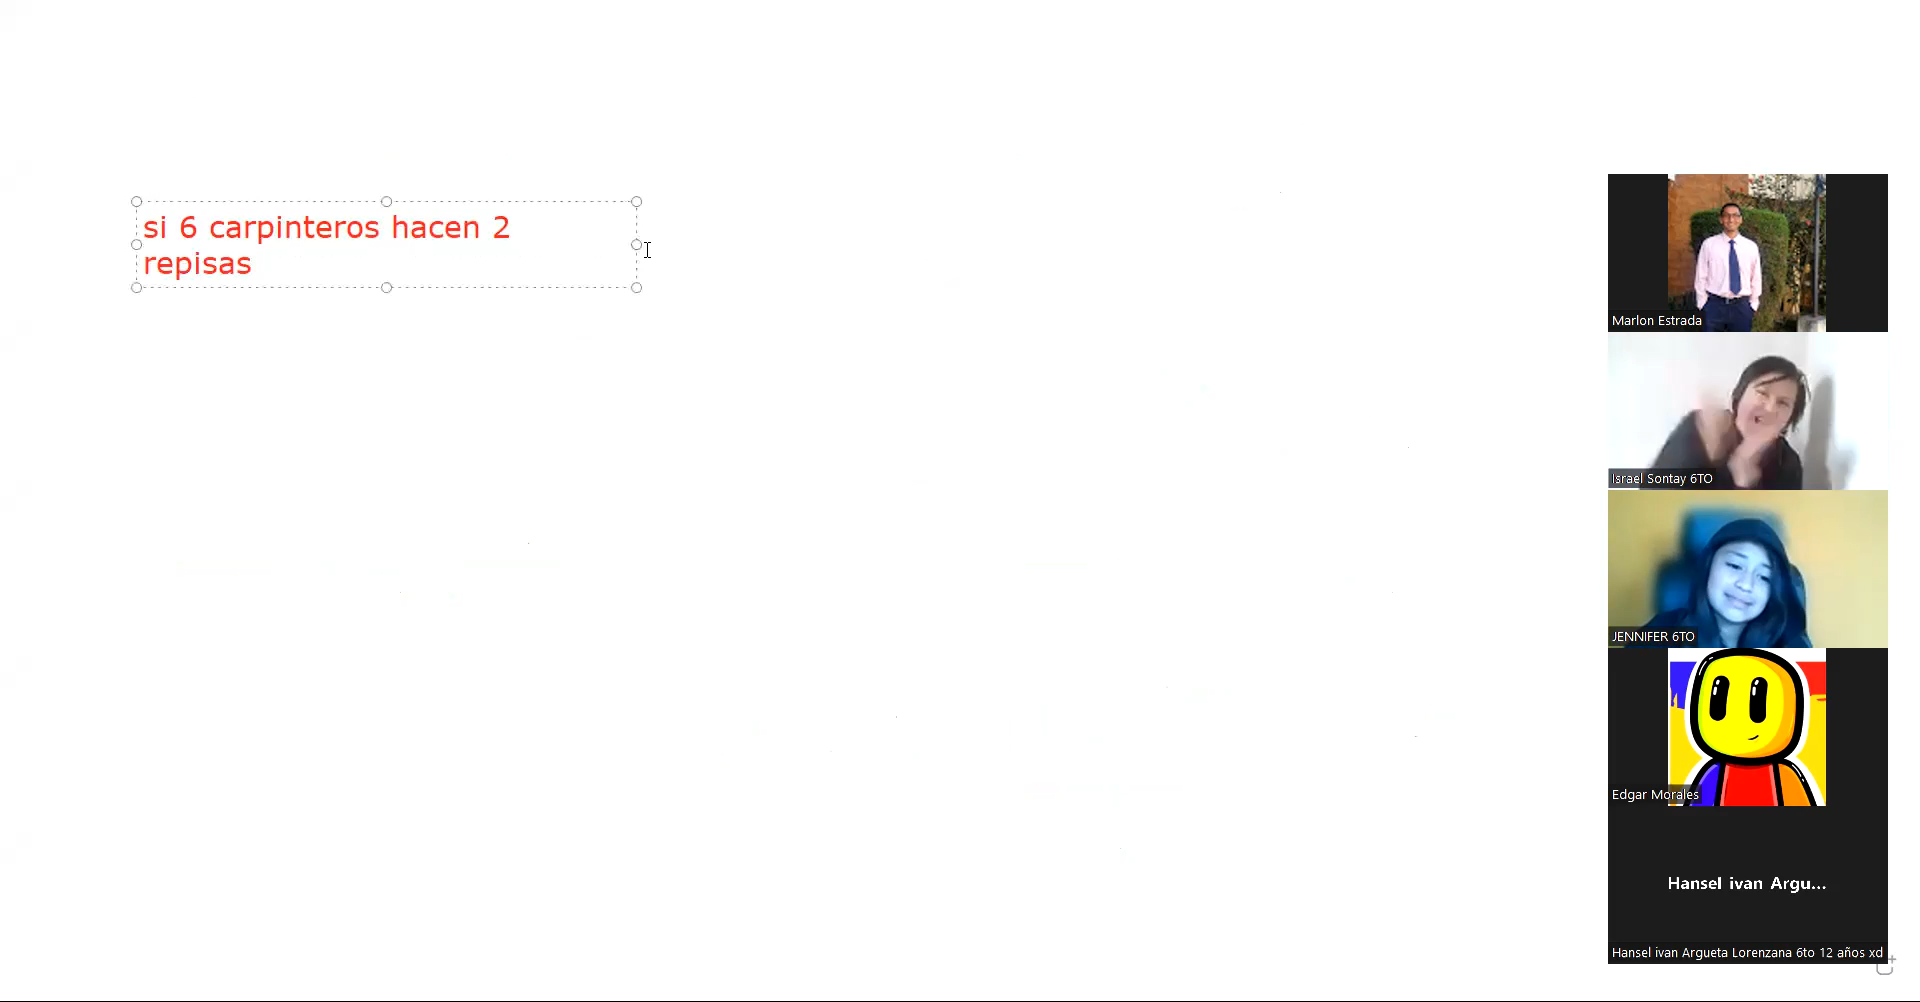 si 6 carpinteros hacen 2
repisas
Marlon Estrada
Israel Sontay 6TO
JENNIFER 6TO
Edgar Morales
Hansel ivan Argu...
Hansel ivan Argueta Lorenzana 6to 12 años xd